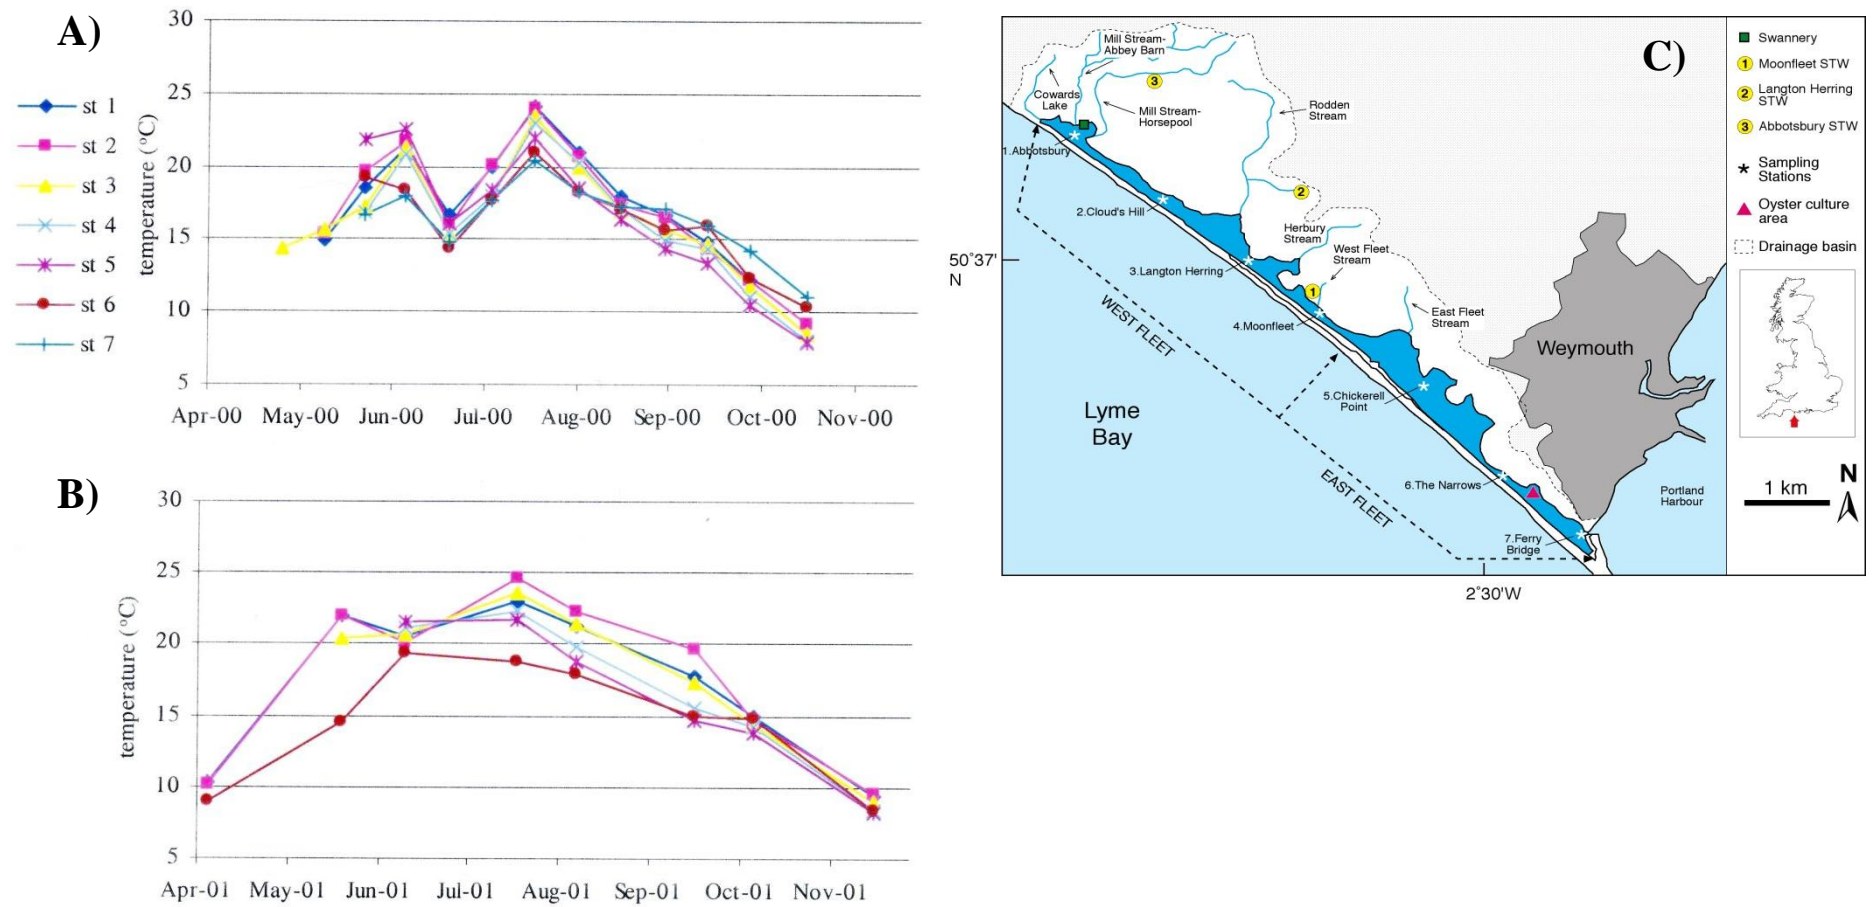 A)
30
25
20
15
10
5
temperature (°C)
Apr-00 May-00 Jun-00 Jul-00 Aug-00 Sep-00 Oct-00 Nov-00
st 1
st 2
st 3
st 4
st 5
st 6
st 7
B)
30
25
20
15
10
5
temperature (°C)
Apr-01 May-01 Jun-01 Jul-01 Aug-01 Sep-01 Oct-01 Nov-01
C)
Mill Stream-
Abbey Barn
Cowards
Lake
3
Mill Stream-
Horsepool
Rodden
Stream
1.Abbotsbury
2
2.Cloud's Hill
Herbury
Stream
West Fleet
Stream
50°37'
N
3.Langton Herring
1
4.Moonfleet
East Fleet
Stream
WEST FLEET
Weymouth
5.Chickerell
Point
Lyme
Bay
6.The Narrows
EAST FLEET
Portland
Harbour
7.Ferry
Bridge
2°30'W
Swannery
1 Moonfleet STW
2 Langton Herring
STW
3 Abbotsbury STW
Sampling
Stations
Oyster culture
area
Drainage basin
N
1 km